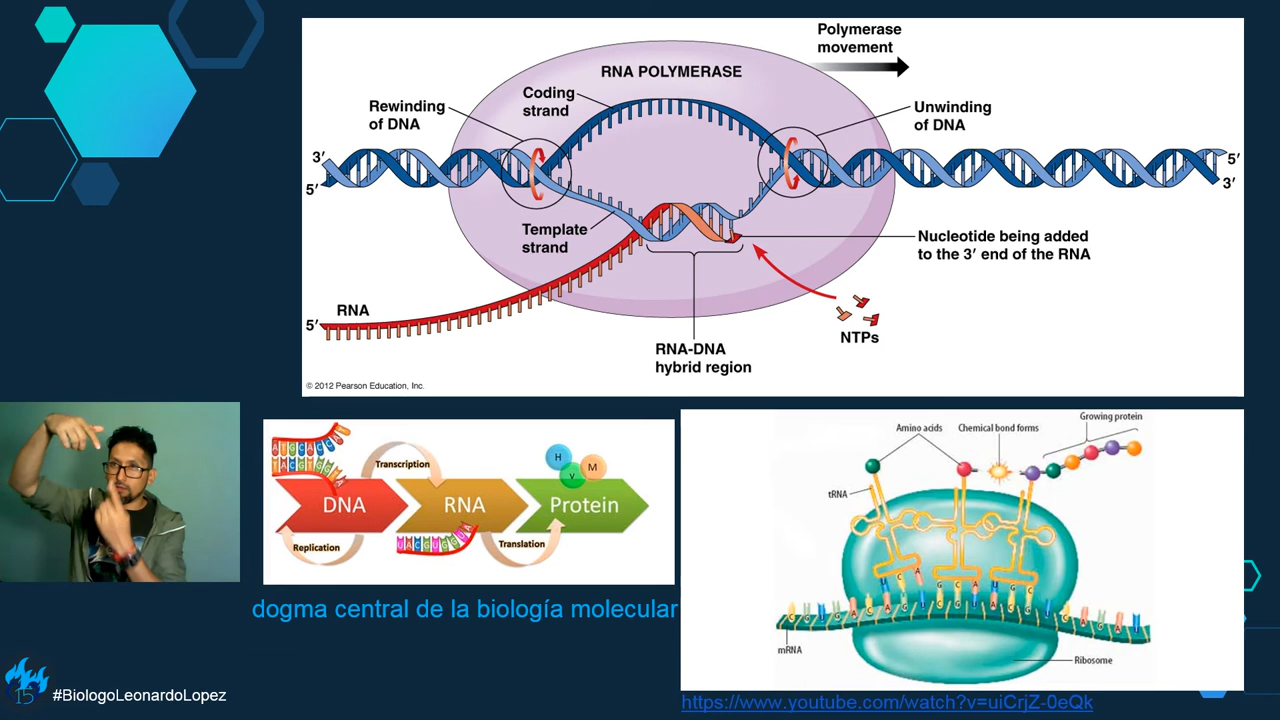 Polymerase
movement
RNA POLYMERASE
Coding
strand
Rewinding
of DNA
Unwinding
of DNA
3′
5′
5′
3′
Template
strand
Nucleotide being added
to the 3′ end of the RNA
RNA
5′
NTPs
RNA-DNA
hybrid region
© 2012 Pearson Education, Inc.
Transcription
DNA
RNA
Protein
H
V
M
Replication
Translation
dogma central de la biología molecular
Growing protein
Amino acids
Chemical bond forms
tRNA
mRNA
Ribosome
https://www.youtube.com/watch?v=uiCrjZ-0eQk
15
#BiologoLeonardoLopez